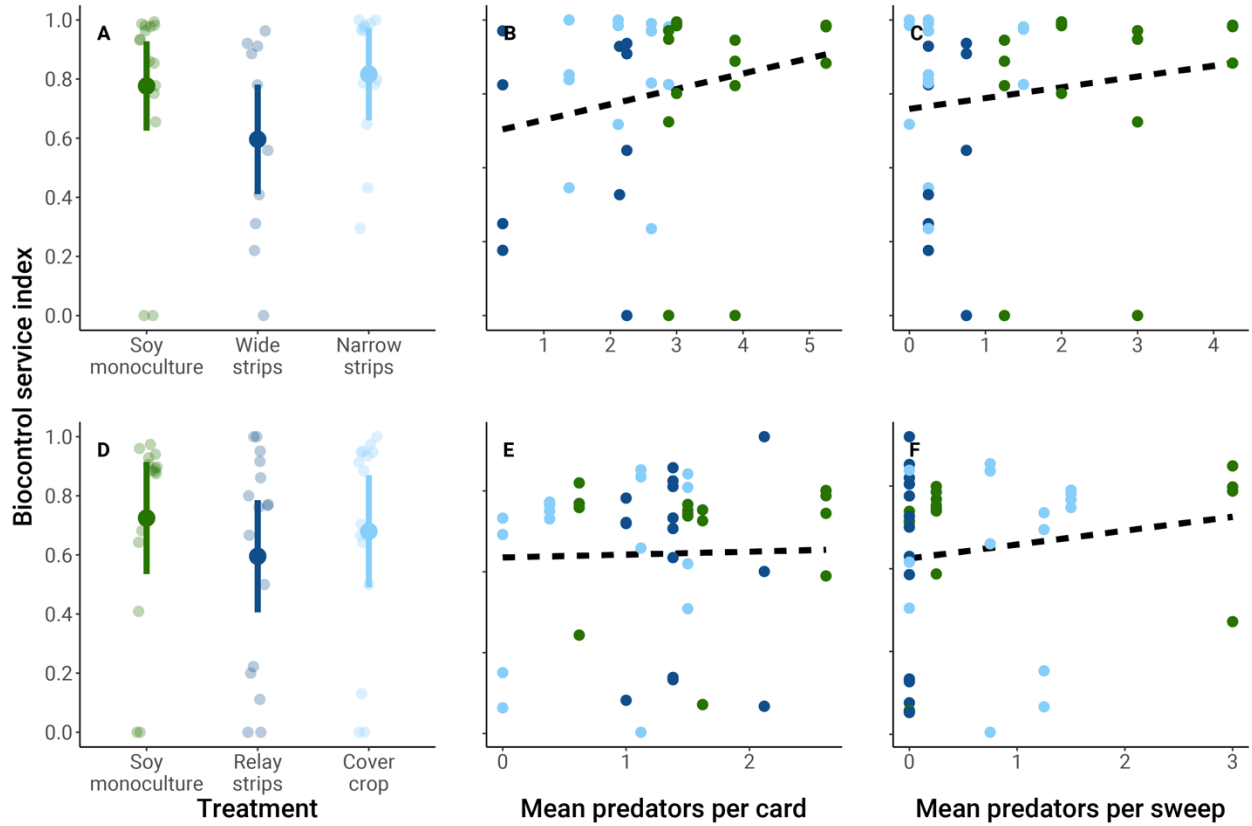 Biocontrol service index
A
1.0
0.8
0.6
0.4
0.2
0.0
Soy
monoculture
Wide
strips
Narrow
strips
B
1 2 3 4 5
C
0 1 2 3 4
D
1.0
0.8
0.6
0.4
0.2
0.0
Soy
monoculture
Relay
strips
Cover
crop
Treatment
E
0 1 2
Mean predators per card
F
0 1 2 3
Mean predators per sweep